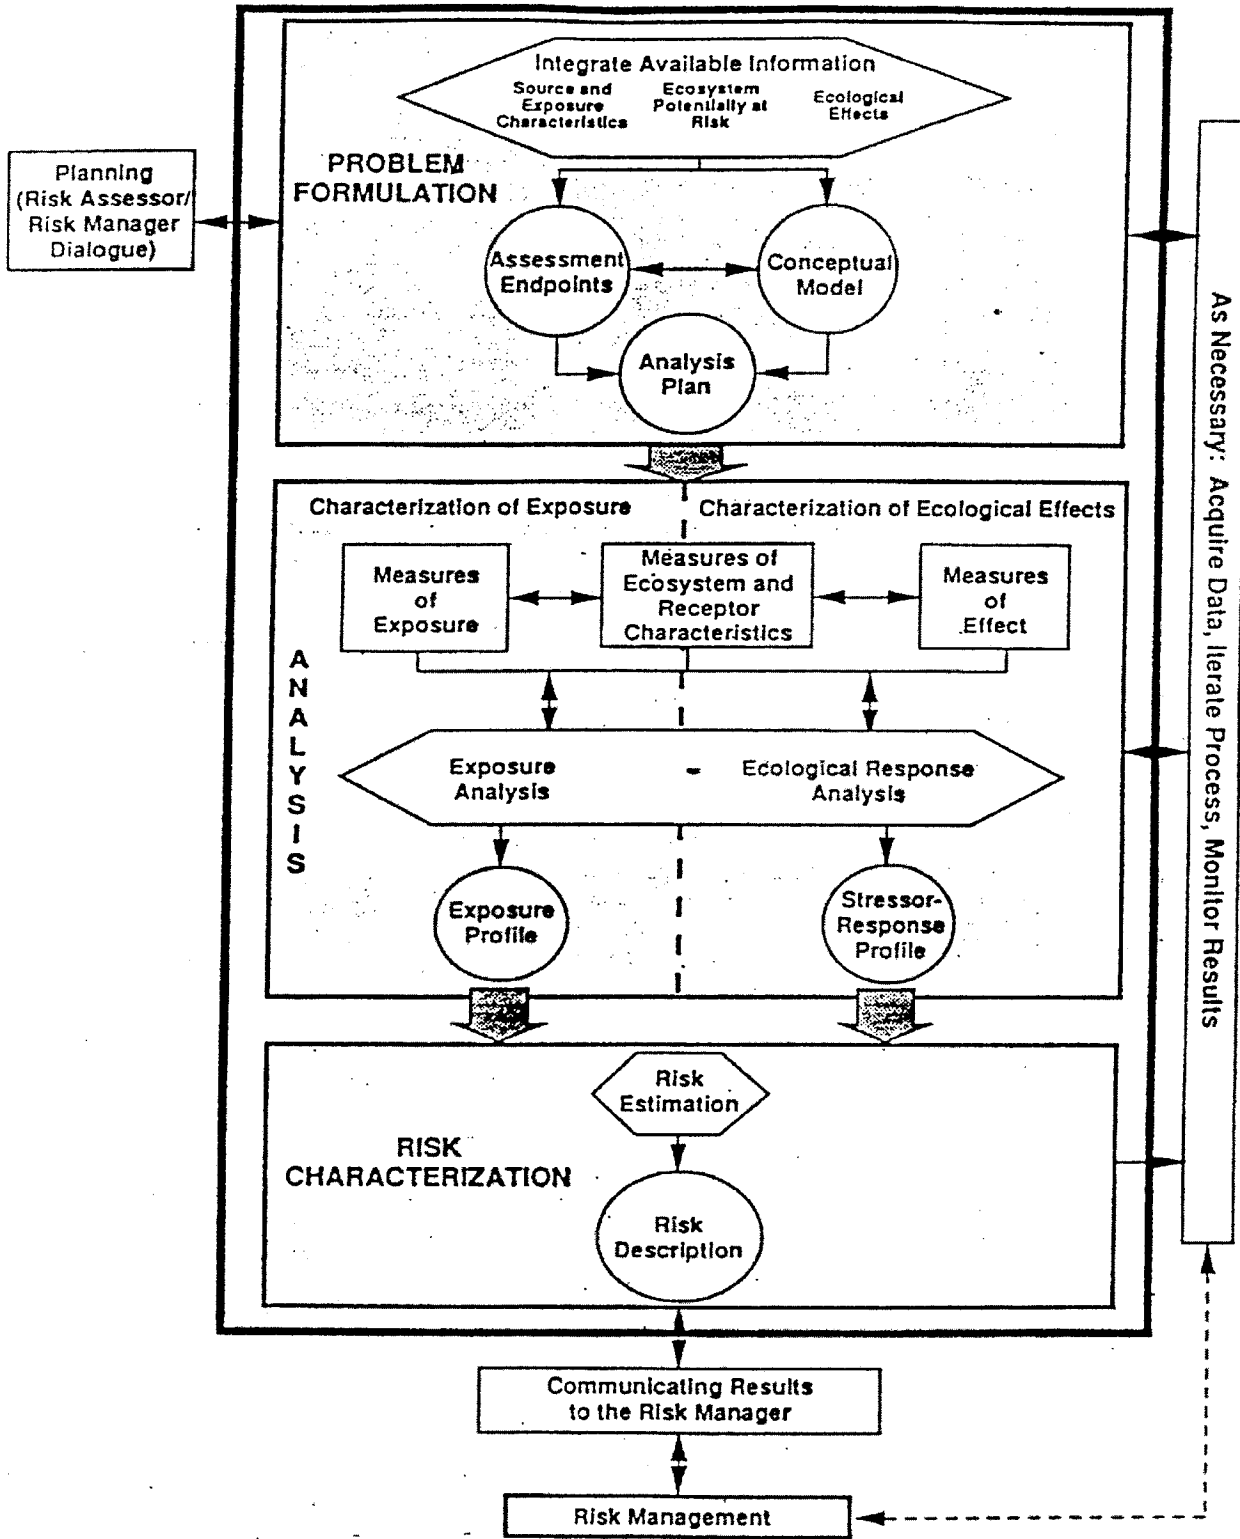 Integrate Available Information
Source and
Exposure
Characteristics
Ecosystem
Potentially at
Risk
Ecological
Effects
PROBLEM
FORMULATION
Planning
(Risk Assessor/
Risk Manager
Dialogue)
Assessment
Endpoints
Conceptual
Model
Analysis
Plan
As Necessary: Acquire Data, Iterate Process, Monitor Results
Characterization of Exposure
Characterization of Ecological Effects
Measures
of
Exposure
Measures of
Ecosystem and
Receptor
Characteristics
Measures
of
Effect
ANALYSIS
Exposure
Analysis
Ecological Response
Analysis
Exposure
Profile
Stressor-
Response
Profile
Risk
Estimation
RISK
CHARACTERIZATION
Risk
Description
Communicating Results
to the Risk Manager
Risk Management